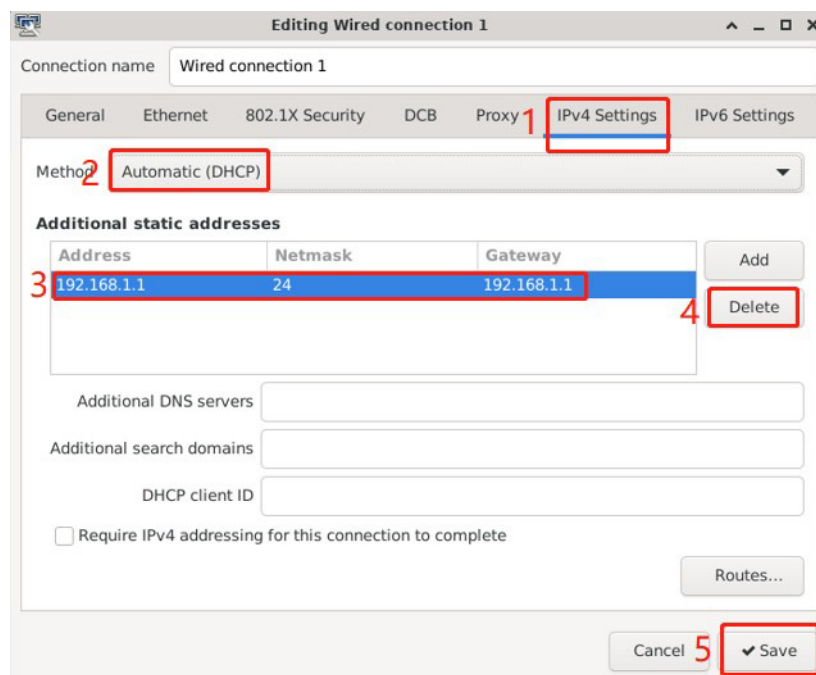 Editing Wired connection 1
Connection name Wired connection 1
General Ethernet 802.1X Security DCB Proxy 1 IPv4 Settings IPv6 Settings
Method 2 Automatic (DHCP)
Additional static addresses
Address Netmask Gateway Add
3 192.168.1.1 24 192.168.1.1
4 Delete
Additional DNS servers
Additional search domains
DHCP client ID
Require IPv4 addressing for this connection to complete
Routes...
Cancel 5 Save